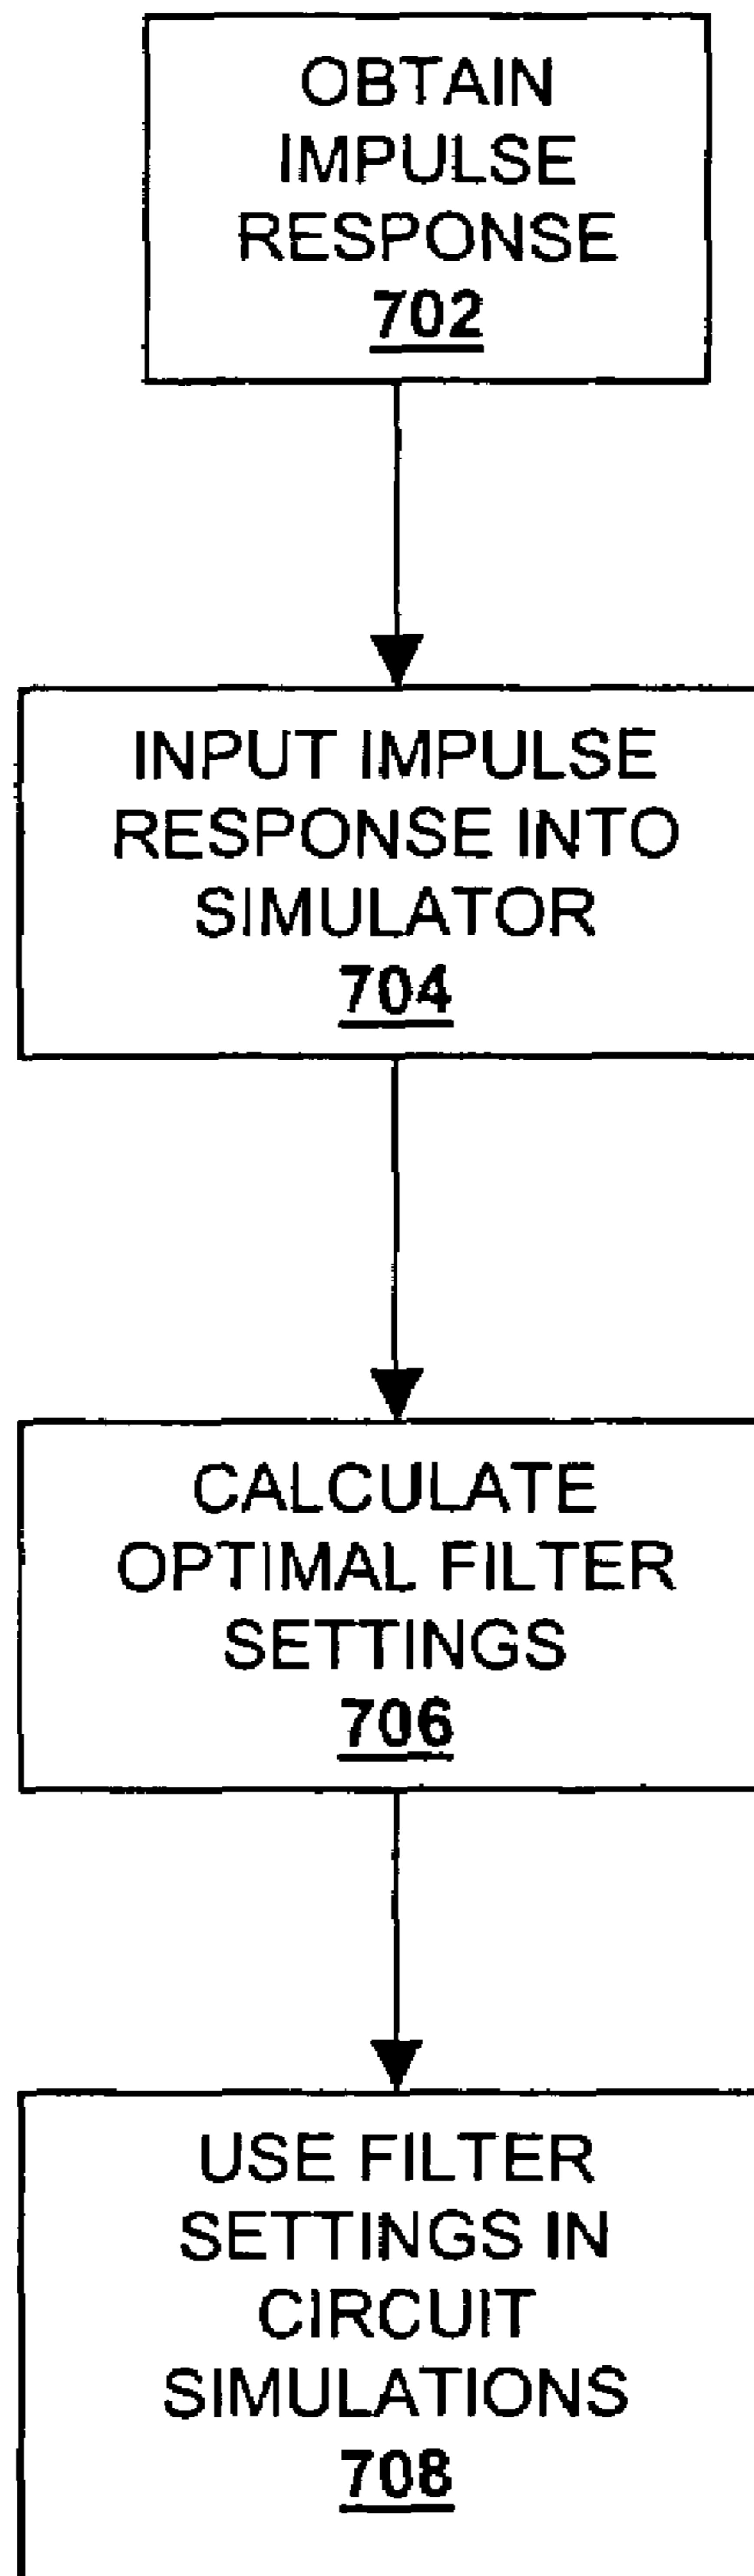 OBTAIN
IMPULSE
RESPONSE
702
INPUT IMPULSE
RESPONSE INTO
SIMULATOR
704
CALCULATE
OPTIMAL FILTER
SETTINGS
706
USE FILTER
SETTINGS IN
CIRCUIT
SIMULATIONS
708